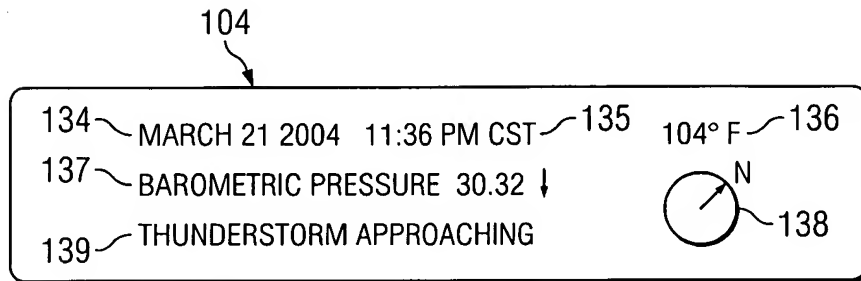 104
134 MARCH 21 2004 11:36 PM CST 135 104° F 136
137 BAROMETRIC PRESSURE 30.32 ↓ N
139 THUNDERSTORM APPROACHING 138